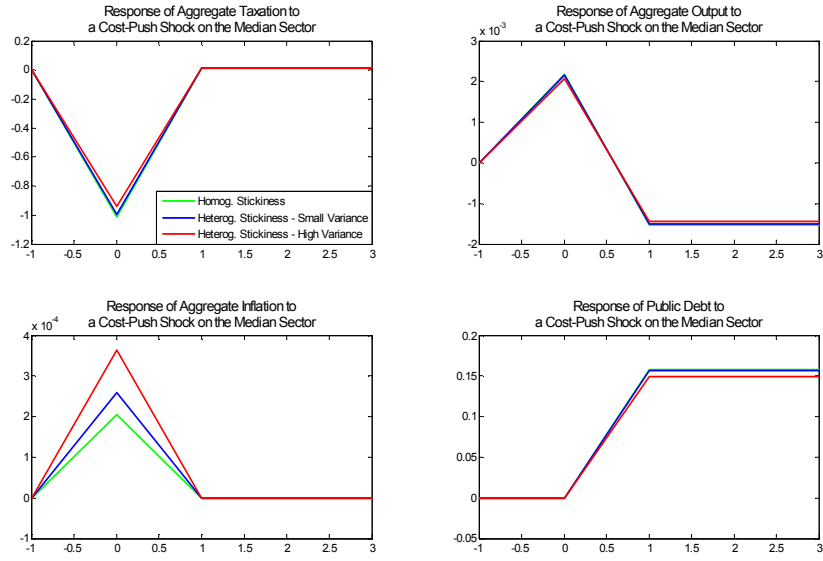 Response of Aggregate Taxation to
a Cost-Push Shock on the Median Sector
0.2
0
-0.2
-0.4
-0.6
-0.8
-1
-1.2
-1 -0.5 0 0.5 1 1.5 2 2.5 3
Homog. Stickiness
Heterog. Stickiness - Small Variance
Heterog. Stickiness - High Variance
Response of Aggregate Output to
a Cost-Push Shock on the Median Sector
x 10-3
3
2
1
0
-1
-2
-1 -0.5 0 0.5 1 1.5 2 2.5 3
Response of Aggregate Inflation to
a Cost-Push Shock on the Median Sector
x 10-4
4
3
2
1
0
-1
-1 -0.5 0 0.5 1 1.5 2 2.5 3
Response of Public Debt to
a Cost-Push Shock on the Median Sector
0.2
0.15
0.1
0.05
0
-0.05
-1 -0.5 0 0.5 1 1.5 2 2.5 3